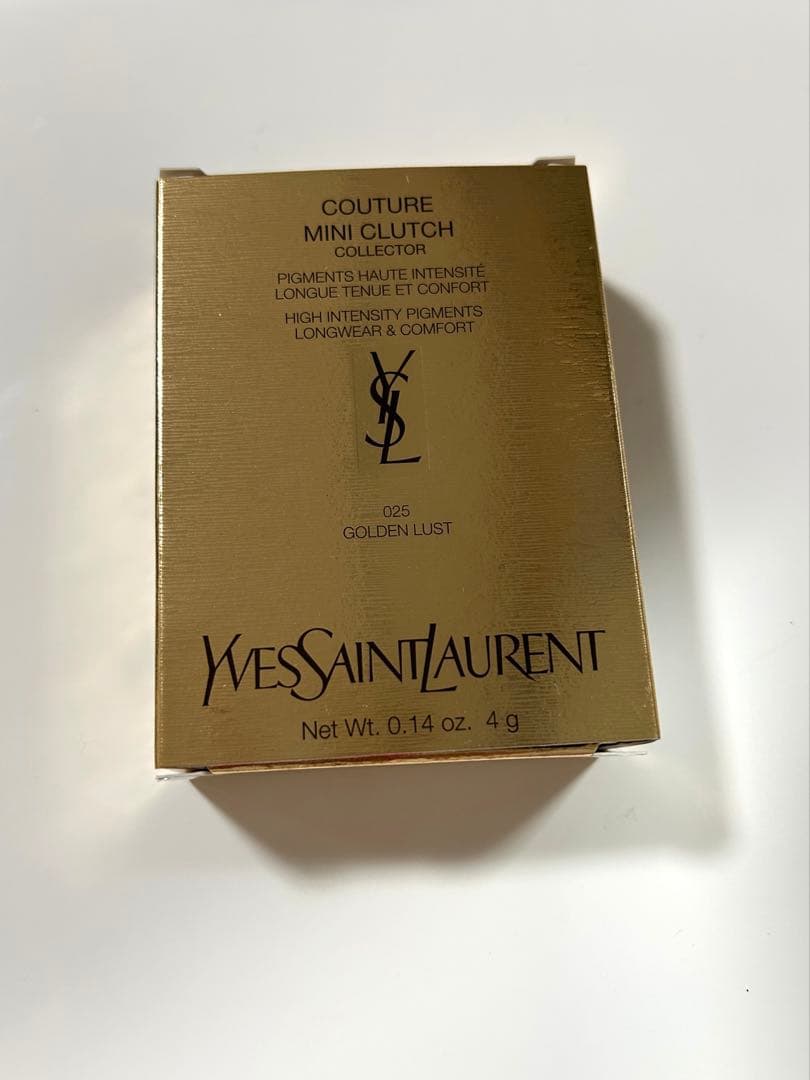 COUTURE
MINI CLUTCH
COLLECTOR
PIGMENTS HAUTE INTENSITÉ
LONGUE TENUE ET CONFORT
HIGH INTENSITY PIGMENTS
LONGWEAR & COMFORT
YSL
025
GOLDEN LUST
YVESSAINTLAURENT
Net Wt. 0.14 oz. 4 g